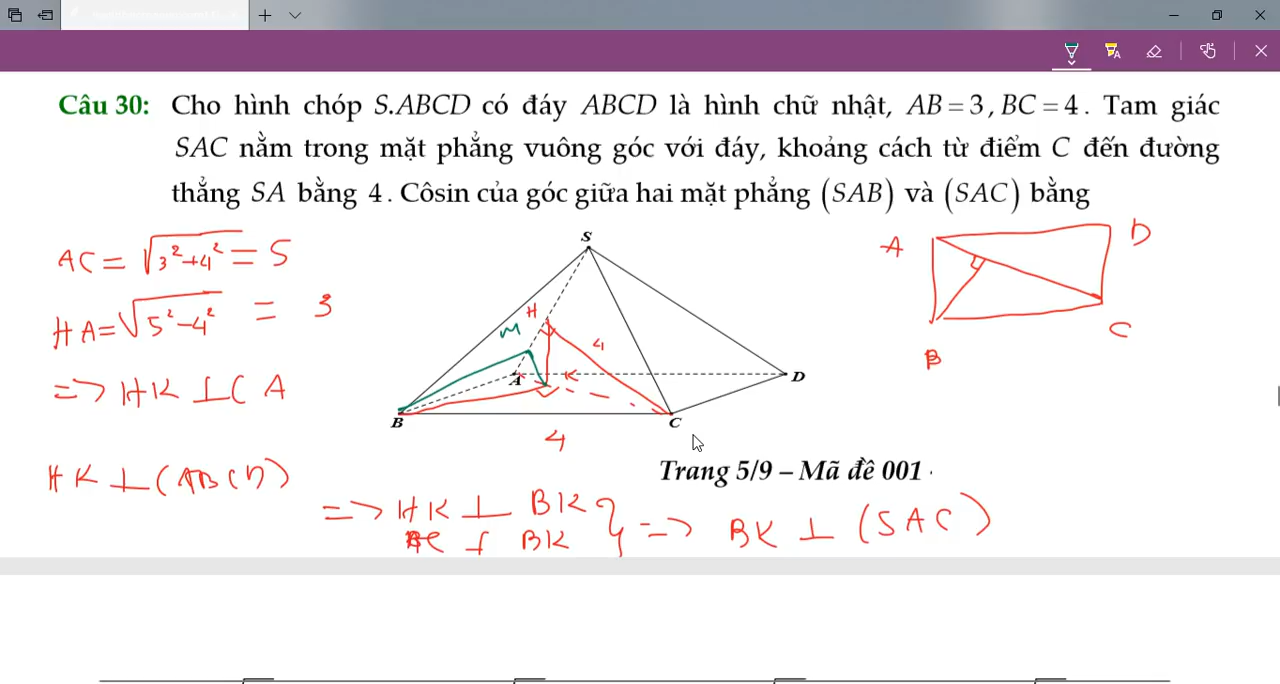 Câu 30: Cho hình chóp S.ABCD có đáy ABCD là hình chữ nhật, AB = 3, BC = 4. Tam giác
SAC nằm trong mặt phẳng vuông góc với đáy, khoảng cách từ điểm C đến đường
thẳng SA bằng 4. Côsin của góc giữa hai mặt phẳng (SAB) và (SAC) bằng
AC = √3²+4² = 5
HA = √5²-4² = 3
=> HK ⊥ ( A
HK ⊥ (ABCD)
=> HK ⊥ BK
AC ⊥ BK
} => BK ⊥ (SAC)
S
H
M
4
A
K
D
B
C
4
A
D
B
C
Trang 5/9 – Mã đề 001